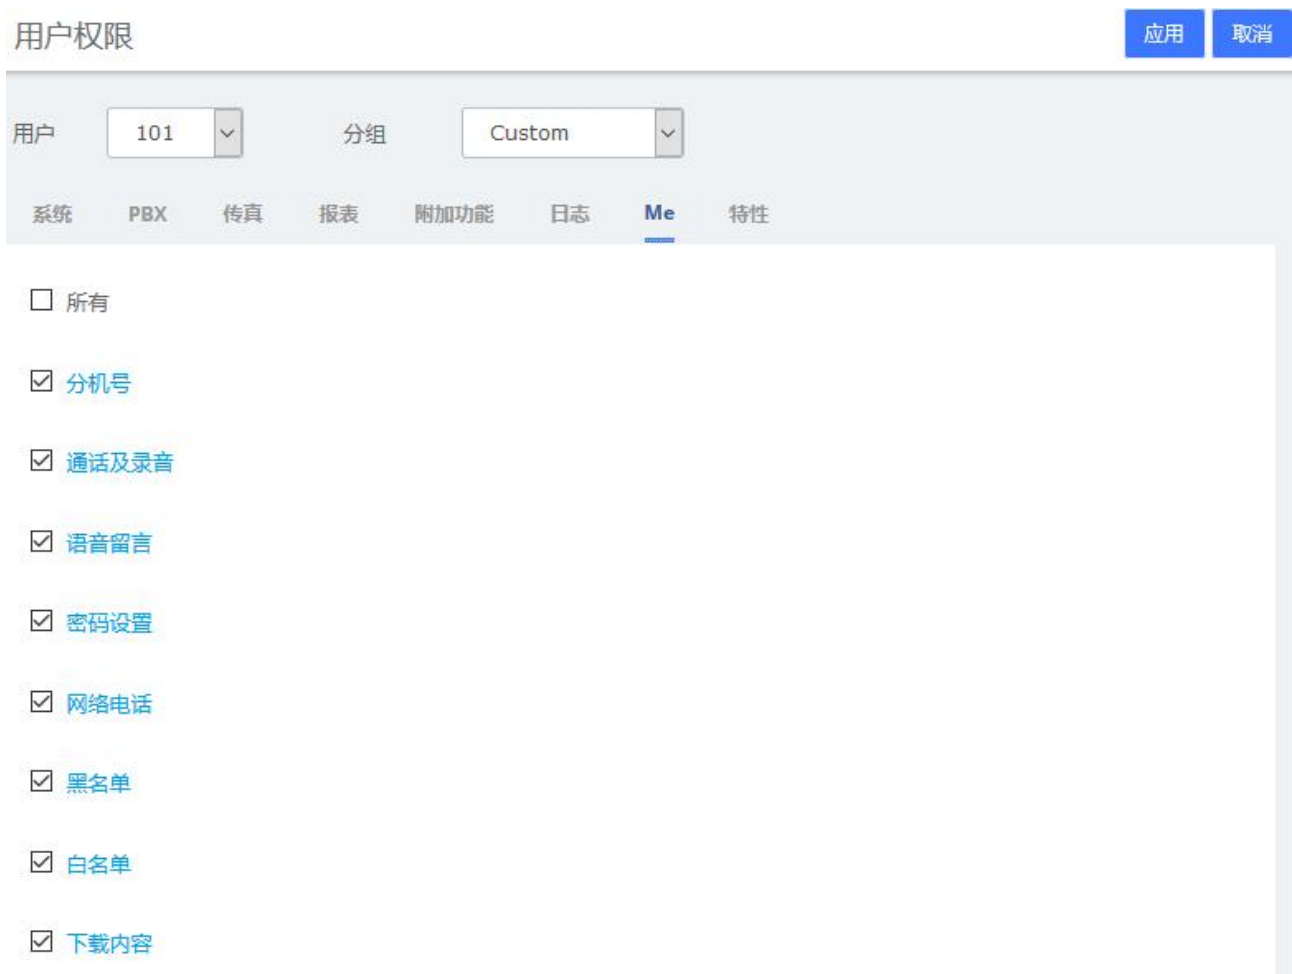 用户权限 应用 取消
用户 101 分组 Custom
系统 PBX 传真 报表 附加功能 日志 Me 特性
所有
分机号
通话及录音
语音留言
密码设置
网络电话
黑名单
白名单
下载内容